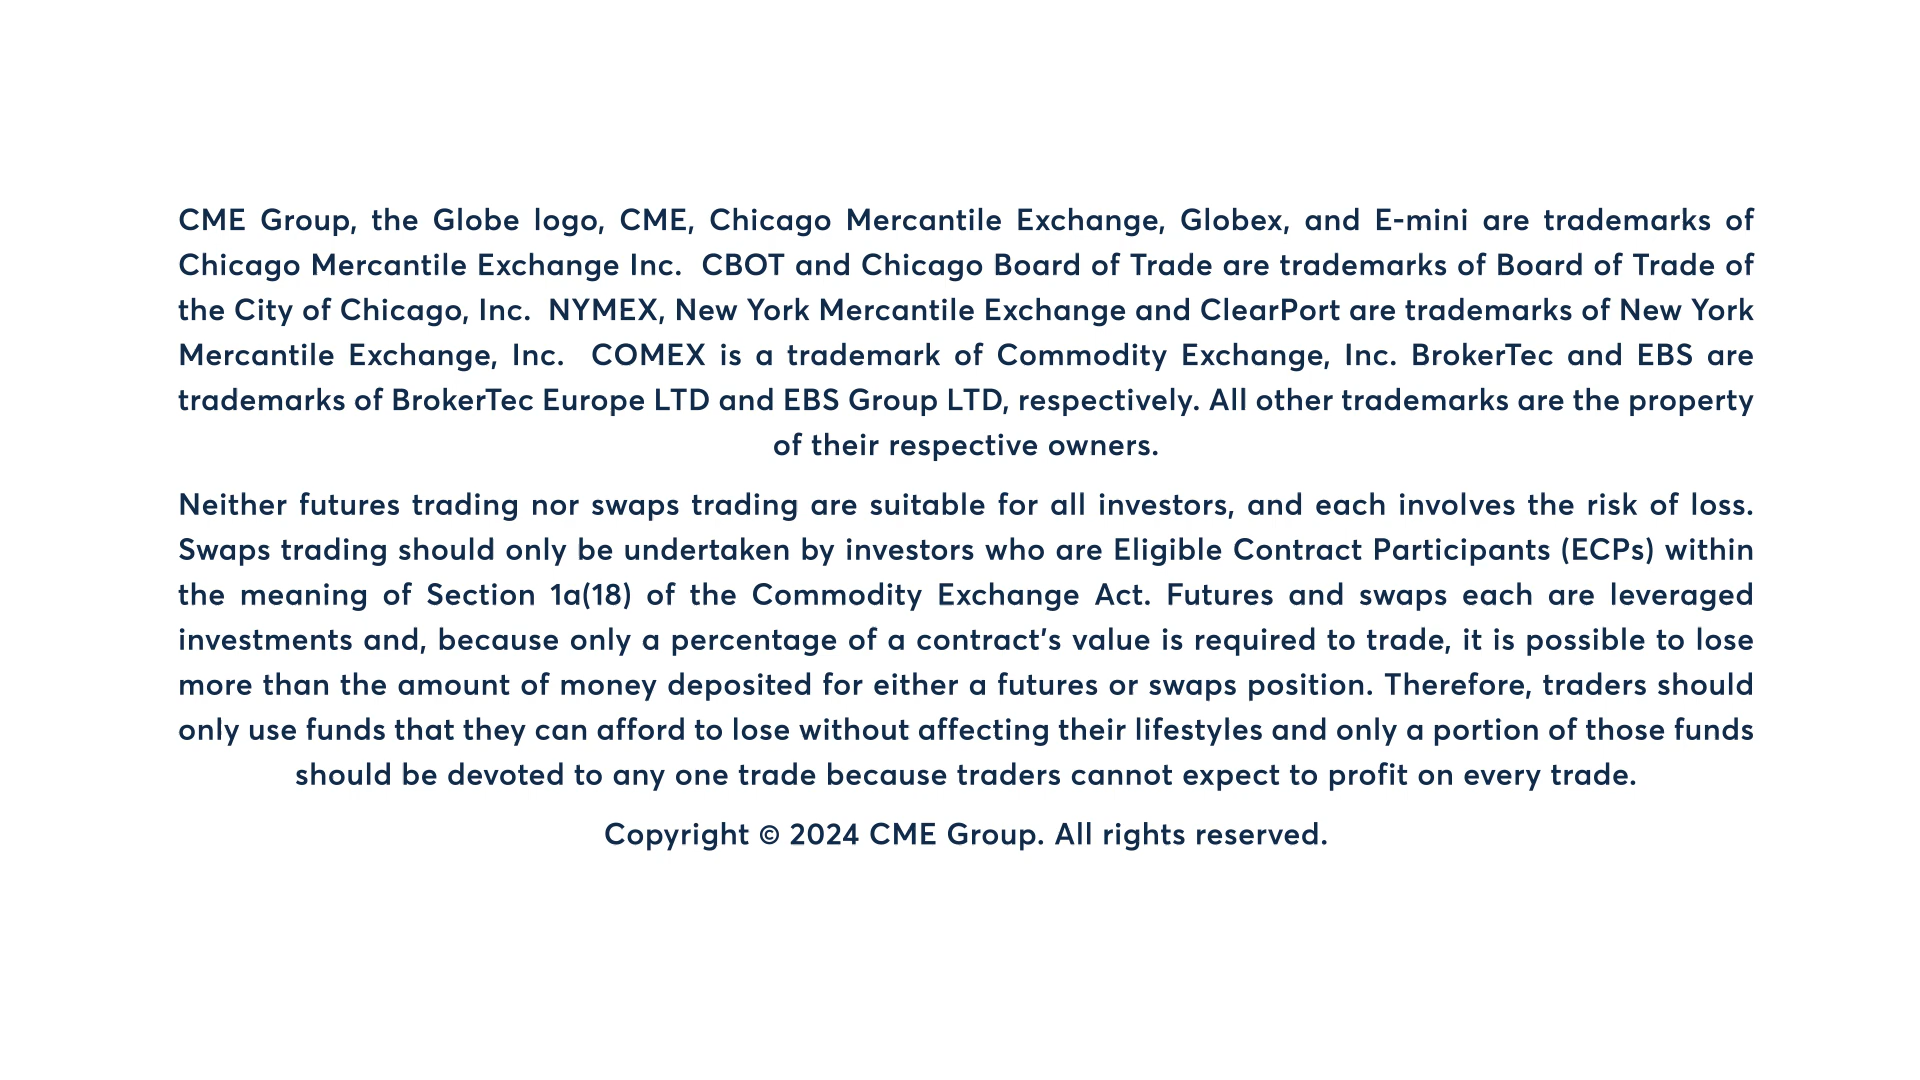 CME Group, the Globe logo, CME, Chicago Mercantile Exchange, Globex, and E-mini are trademarks of
Chicago Mercantile Exchange Inc.  CBOT and Chicago Board of Trade are trademarks of Board of Trade of
the City of Chicago, Inc.  NYMEX, New York Mercantile Exchange and ClearPort are trademarks of New York
Mercantile Exchange, Inc.  COMEX is a trademark of Commodity Exchange, Inc. BrokerTec and EBS are
trademarks of BrokerTec Europe LTD and EBS Group LTD, respectively. All other trademarks are the property
of their respective owners.
Neither futures trading nor swaps trading are suitable for all investors, and each involves the risk of loss.
Swaps trading should only be undertaken by investors who are Eligible Contract Participants (ECPs) within
the meaning of Section 1a(18) of the Commodity Exchange Act. Futures and swaps each are leveraged
investments and, because only a percentage of a contract's value is required to trade, it is possible to lose
more than the amount of money deposited for either a futures or swaps position. Therefore, traders should
only use funds that they can afford to lose without affecting their lifestyles and only a portion of those funds
should be devoted to any one trade because traders cannot expect to profit on every trade.
Copyright © 2024 CME Group. All rights reserved.